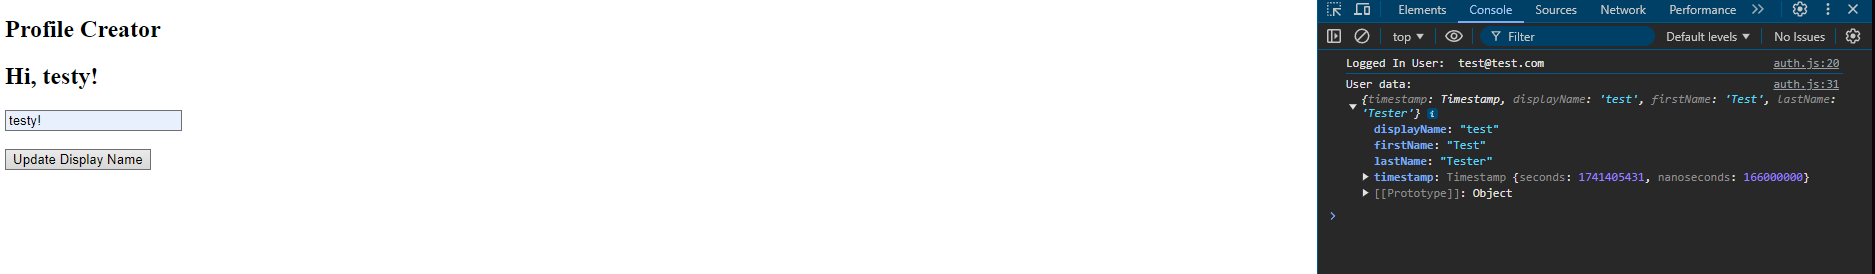 Profile Creator
Hi, testy!
testy!
Update Display Name
Elements Console Sources Network Performance
top Filter Default levels No Issues
Logged In User: test@test.com auth.js:20
User data: auth.js:31
{timestamp: Timestamp, displayName: 'test', firstName: 'Test', lastName:
'Tester'}
displayName: "test"
firstName: "Test"
lastName: "Tester"
timestamp: Timestamp {seconds: 1741405431, nanoseconds: 166000000}
[[Prototype]]: Object